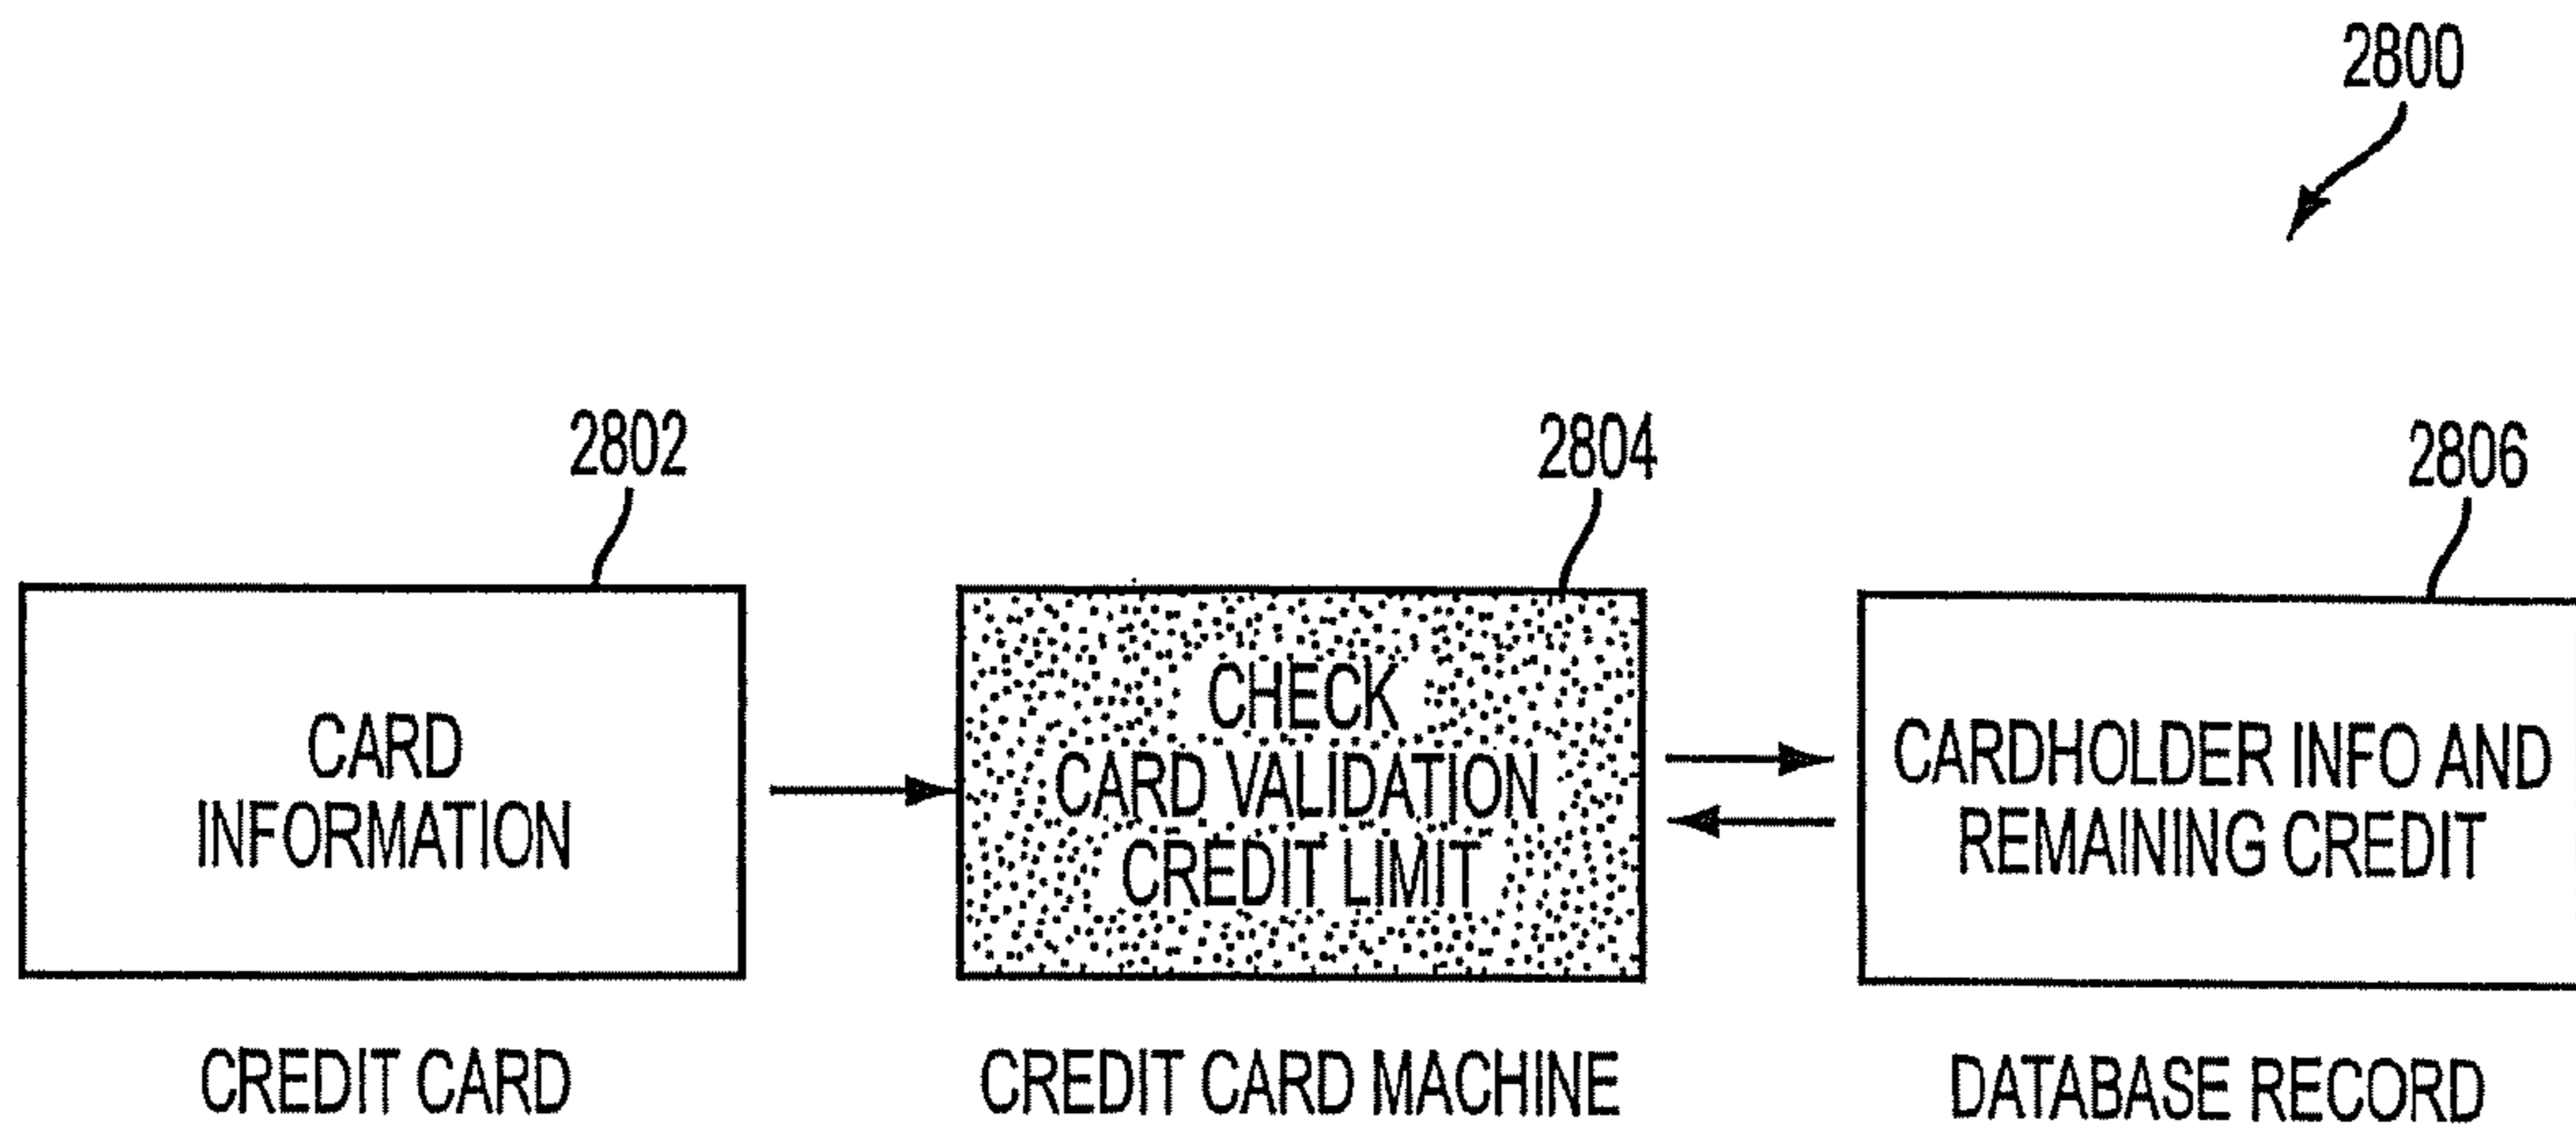 2800
2802
2804
2806
CARD
INFORMATION
CHECK
CARD VALIDATION
CREDIT LIMIT
CARDHOLDER INFO AND
REMAINING CREDIT
CREDIT CARD
CREDIT CARD MACHINE
DATABASE RECORD